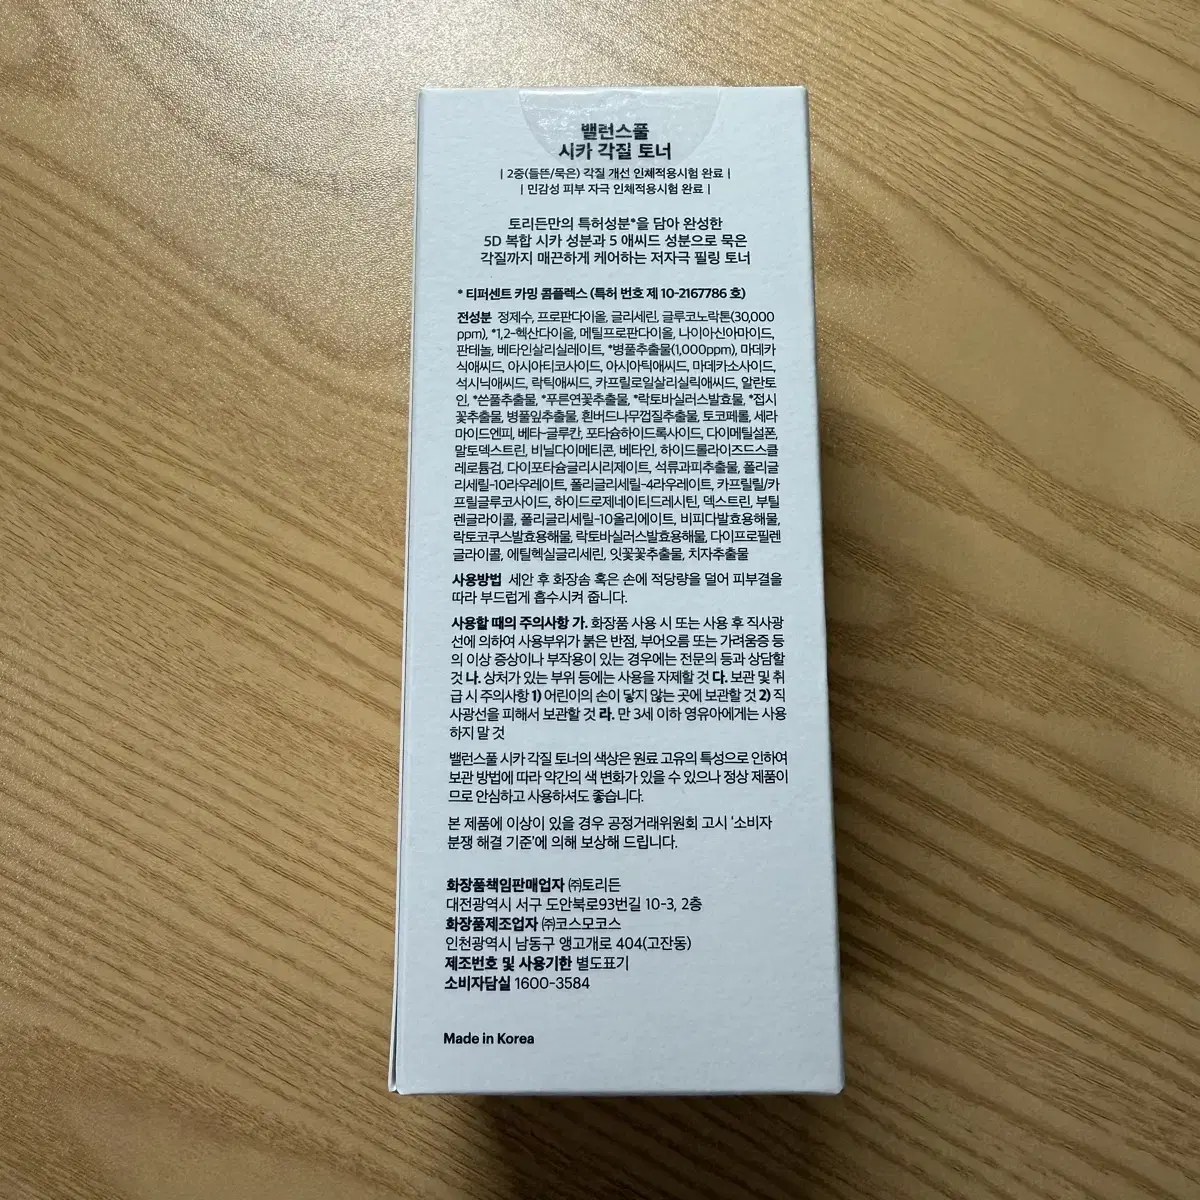 밸런스풀
시카 각질 토너
| 2중(들뜬/묵은) 각질 개선 인체적용시험 완료 |
| 민감성 피부 자극 인체적용시험 완료 |
토리든만의 특허성분*을 담아 완성한
5D 복합 시카 성분과 5 애씨드 성분으로 묵은
각질까지 매끈하게 케어하는 저자극 필링 토너
* 티퍼센트 카밍 콤플렉스 (특허 번호 제 10-2167786 호)
전성분 정제수, 프로판다이올, 글리세린, 글루코노락톤(30,000
ppm), *1,2-헥산다이올, 메틸프로판다이올, 나이아신아마이드,
판테놀, 베타인살리실레이트, *병풀추출물(1,000ppm), 마데카
식애씨드, 아시아티코사이드, 아시아틱애씨드, 마데카소사이드,
석시닉애씨드, 락틱애씨드, 카프릴로일살리실릭애씨드, 알란토
인, *쓴풀추출물, *푸른연꽃추출물, *락토바실러스발효물, *접시
꽃추출물, 병풀잎추출물, 흰버드나무껍질추출물, 토코페롤, 세라
마이드엔피, 베타-글루칸, 포타슘하이드록사이드, 다이메틸설폰,
말토덱스트린, 비닐다이메티콘, 베타인, 하이드롤라이즈드스클
레로튬검, 다이포타슘글리시리제이트, 석류과피추출물, 폴리글
리세릴-10라우레이트, 폴리글리세릴-4라우레이트, 카프릴릴/카
프릴글루코사이드, 하이드로제네이티드레시틴, 덱스트린, 부틸
렌글라이콜, 폴리글리세릴-10올리에이트, 비피다발효용해물,
락토코쿠스발효용해물, 락토바실러스발효용해물, 다이프로필렌
글라이콜, 에틸헥실글리세린, 잇꽃꽃추출물, 치자추출물
사용방법 세안 후 화장솜 혹은 손에 적당량을 덜어 피부결을
따라 부드럽게 흡수시켜 줍니다.
사용할 때의 주의사항 가. 화장품 사용 시 또는 사용 후 직사광
선에 의하여 사용부위가 붉은 반점, 부어오름 또는 가려움증 등
의 이상 증상이나 부작용이 있는 경우에는 전문의 등과 상담할
것 나. 상처가 있는 부위 등에는 사용을 자제할 것 다. 보관 및 취
급 시 주의사항 1) 어린이의 손이 닿지 않는 곳에 보관할 것 2) 직
사광선을 피해서 보관할 것 라. 만 3세 이하 영유아에게는 사용
하지 말 것
밸런스풀 시카 각질 토너의 색상은 원료 고유의 특성으로 인하여
보관 방법에 따라 약간의 색 변화가 있을 수 있으나 정상 제품이
므로 안심하고 사용하셔도 좋습니다.
본 제품에 이상이 있을 경우 공정거래위원회 고시 '소비자
분쟁 해결 기준'에 의해 보상해 드립니다.
화장품책임판매업자 ㈜토리든
대전광역시 서구 도안북로93번길 10-3, 2층
화장품제조업자 ㈜코스모코스
인천광역시 남동구 앵고개로 404(고잔동)
제조번호 및 사용기한 별도표기
소비자담실 1600-3584
Made in Korea